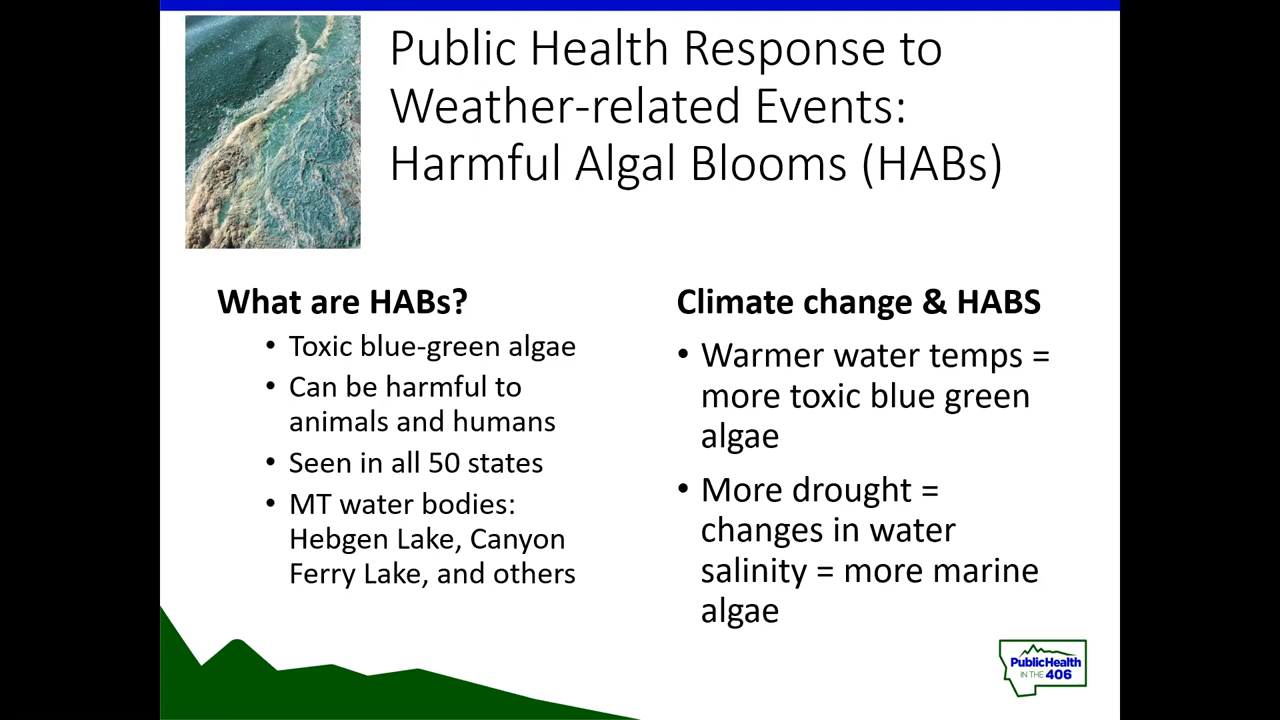 Public Health Response to
Weather-related Events:
Harmful Algal Blooms (HABs)
What are HABs?
• Toxic blue-green algae
• Can be harmful to
animals and humans
• Seen in all 50 states
• MT water bodies:
Hebgen Lake, Canyon
Ferry Lake, and others
Climate change & HABS
• Warmer water temps =
more toxic blue green
algae
• More drought =
changes in water
salinity = more marine
algae
PublicHealth
IN THE 406